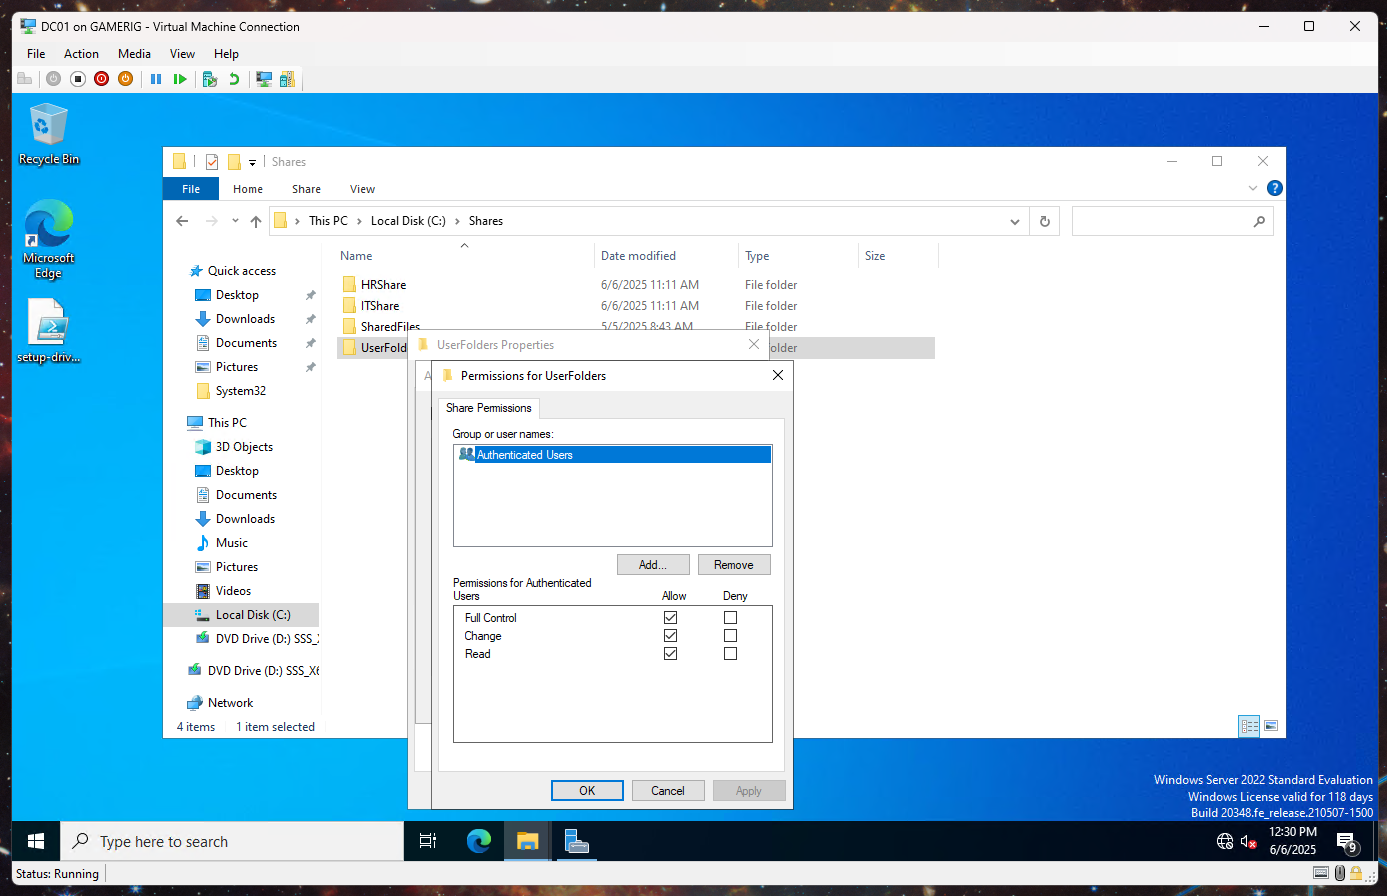 DC01 on GAMERIG - Virtual Machine Connection
File Action Media View Help
Recycle Bin
Microsoft
Edge
setup-driv...
Shares
File Home Share View
This PC > Local Disk (C:) > Shares
Name Date modified Type Size
HRShare 6/6/2025 11:11 AM File folder
ITShare 6/6/2025 11:11 AM File folder
SharedFiles 5/5/2025 8:43 AM File folder
UserFold older
Quick access
Desktop
Downloads
Documents
Pictures
System32
This PC
3D Objects
Desktop
Documents
Downloads
Music
Pictures
Videos
Local Disk (C:)
DVD Drive (D:) SSS_
DVD Drive (D:) SSS_X6
Network
4 items 1 item selected
UserFolders Properties
A
Permissions for UserFolders
Share Permissions
Group or user names:
Authenticated Users
Add... Remove
Permissions for Authenticated
Users Allow Deny
Full Control
Change
Read
OK Cancel Apply
Windows Server 2022 Standard Evaluation
Windows License valid for 118 days
Build 20348.fe_release.210507-1500
Type here to search
12:30 PM
6/6/2025
9
Status: Running